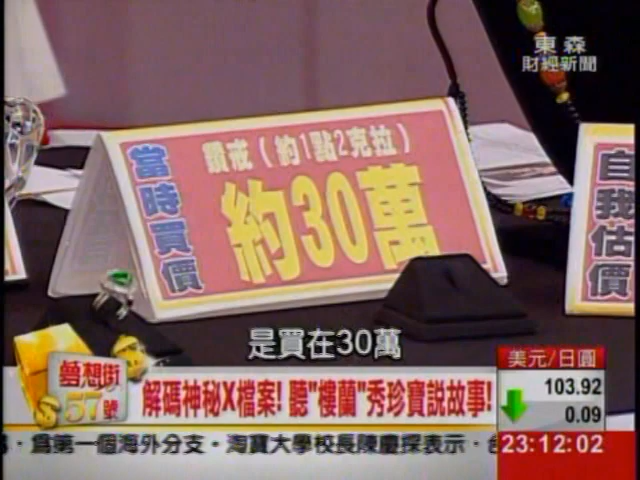 東森
財經新聞
鑽戒（約1點2克拉）
當時買價
約30萬
自我估價
是買在30萬
夢想街
57號
解碼神秘X檔案！聽"樓蘭"秀珍寶說故事！
美元/日圓
103.92
0.09
．為第一個海外分支。淘寶大學校長陳慶探表示．
23:12:02